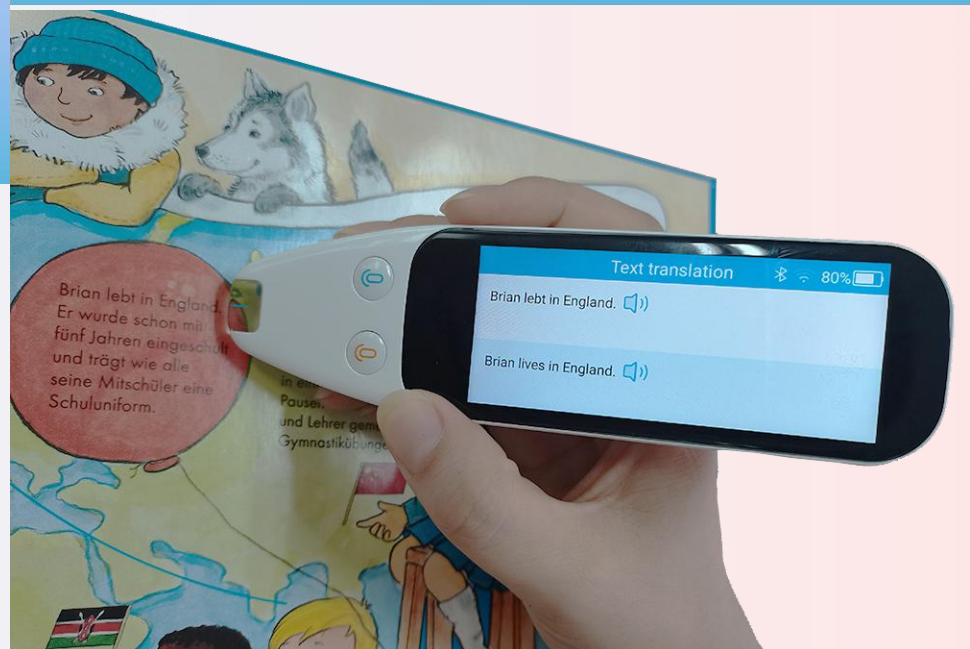 Text translation
80%
Brian lebt in England.
Brian lives in England.
Brian lebt in England.
Er wurde schon mit
fünf Jahren eingeschult
und trägt wie alle
seine Mitschüler eine
Schuluniform.
in
Pausen
und Lehrer
Gymnastikübungen